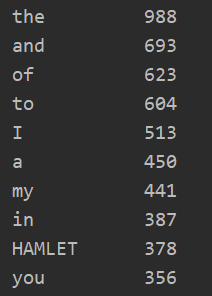 the 988
and 693
of 623
to 604
I 513
a 450
my 441
in 387
HAMLET 378
you 356